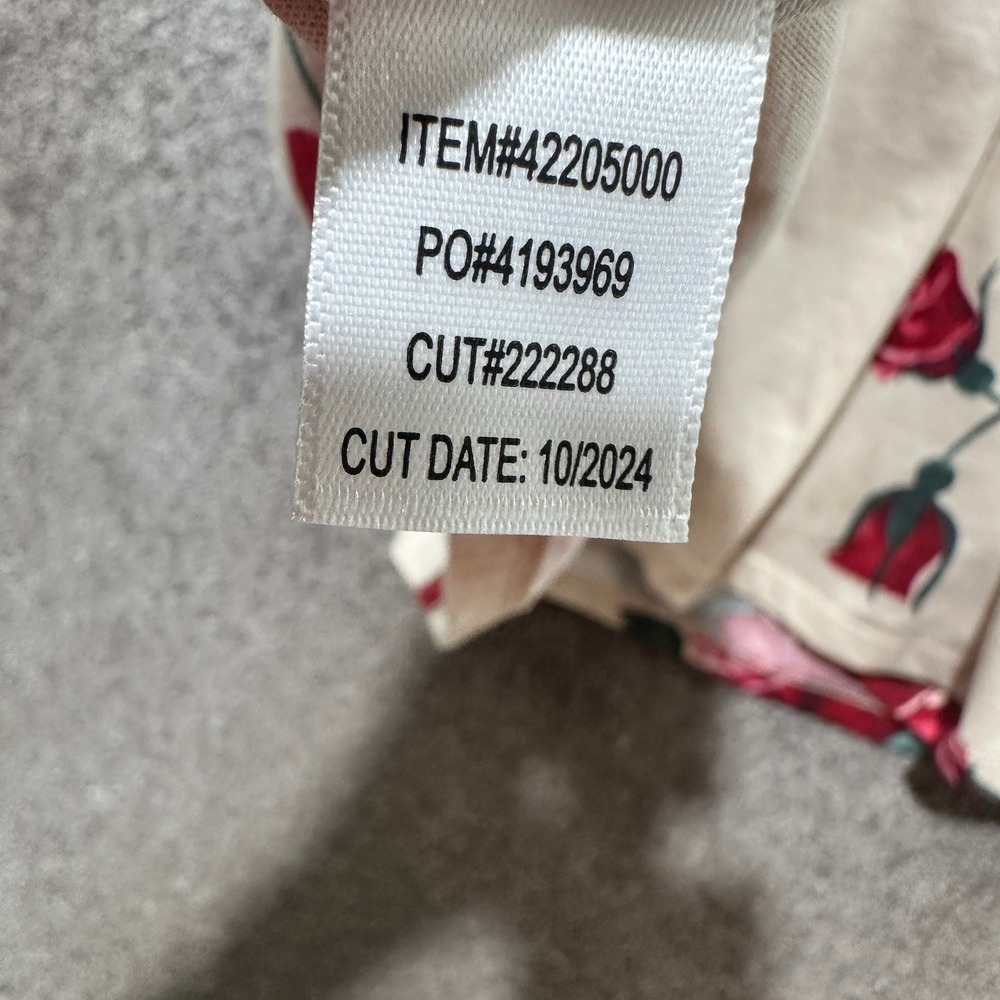 ITEM#42205000
PO#4193969
CUT#222288
CUT DATE: 10/2024